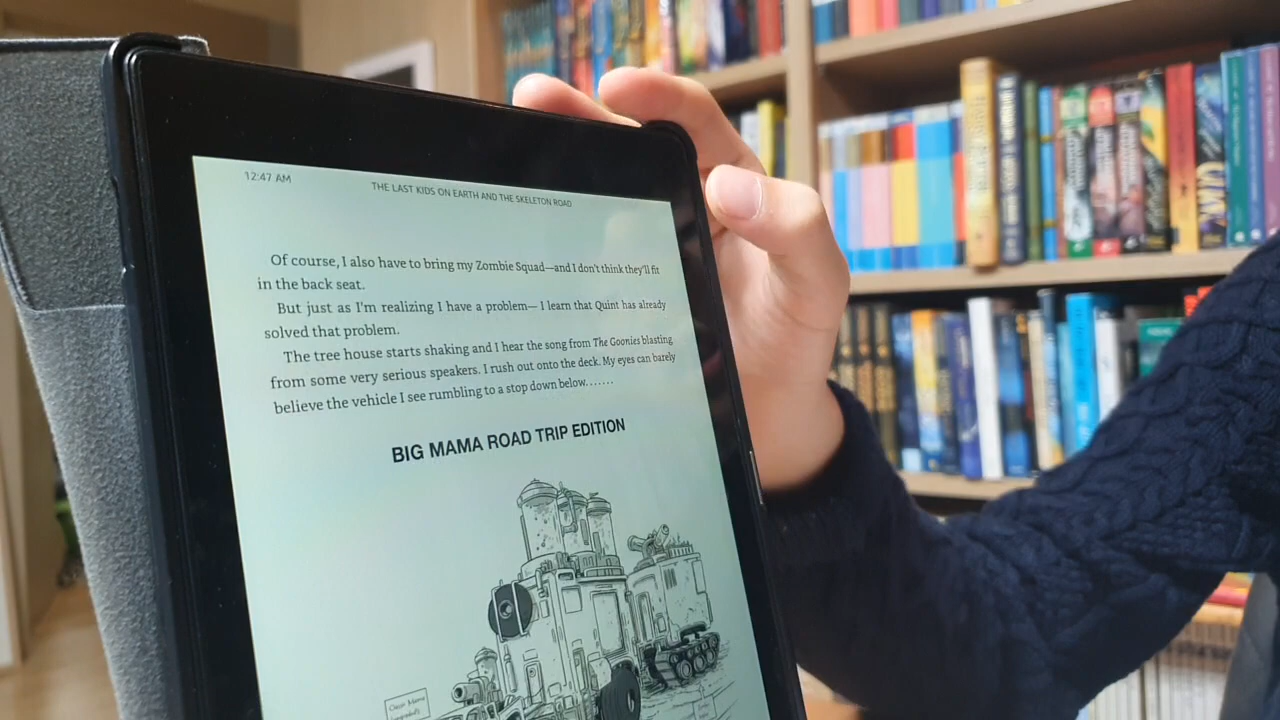 12:47 AM
THE LAST KIDS ON EARTH AND THE SKELETON ROAD
Of course, I also have to bring my Zombie Squad—and I don't think they'll fit
in the back seat.
But just as I'm realizing I have a problem— I learn that Quint has already
solved that problem.
The tree house starts shaking and I hear the song from The Goonies blasting
from some very serious speakers. I rush out onto the deck. My eyes can barely
believe the vehicle I see rumbling to a stop down below.......
BIG MAMA ROAD TRIP EDITION